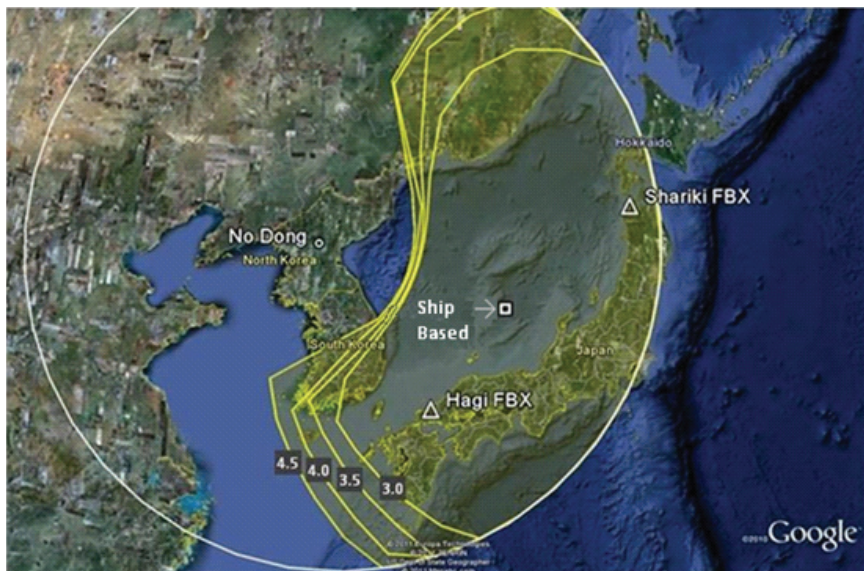 Hokkaido
Shariki FBX
No Dong
North Korea
Ship
Based
South Korea
Japan
Hagi FBX
4.5
4.0
3.5
3.0
©2010 Google